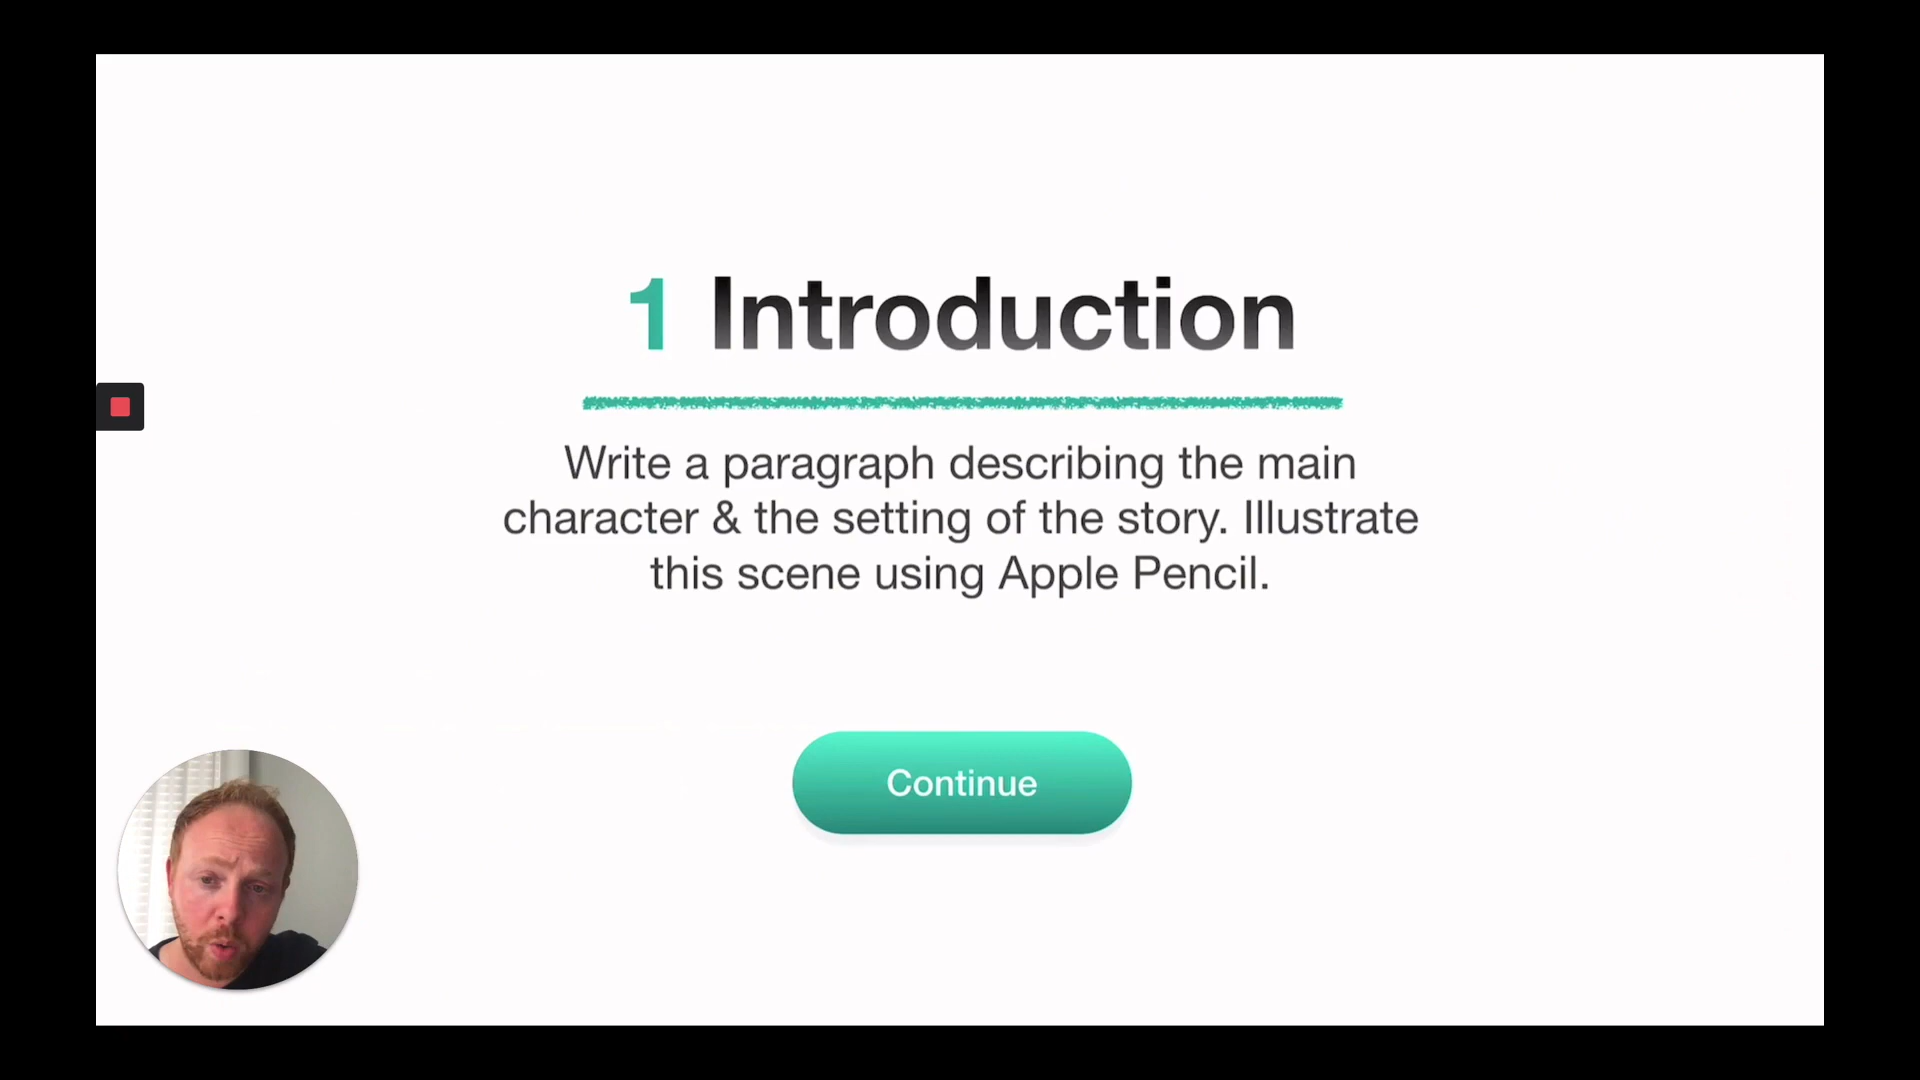 1 Introduction
Write a paragraph describing the main
character & the setting of the story. Illustrate
this scene using Apple Pencil.
Continue